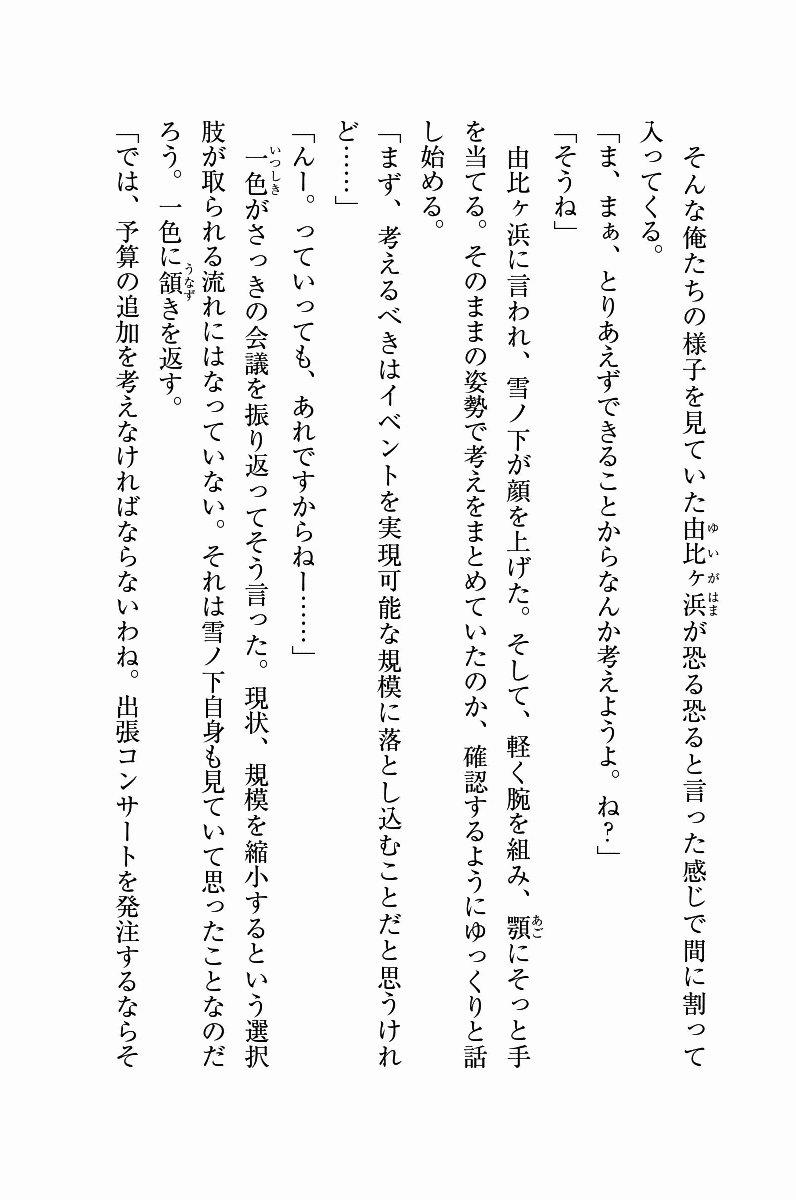 そんな俺たちの様子を見ていた由比ヶ浜が恐る恐ると言った感じで間に割って
入ってくる。
「ま、まぁ、とりあえずできることからなんか考えようよ。ね？」
「そうね」
由比ヶ浜に言われ、雪ノ下が顔を上げた。そして、軽く腕を組み、顎にそっと手
を当てる。そのままの姿勢で考えをまとめていたのか、確認するようにゆっくりと話
し始める。
「まず、考えるべきはイベントを実現可能な規模に落とし込むことだと思うけれ
ど……」
「んー。っていっても、あれですからねー……」
一色がさっきの会議を振り返ってそう言った。現状、規模を縮小するという選択
肢が取られる流れにはなっていない。それは雪ノ下自身も見ていて思ったことなのだ
ろう。一色に頷きを返す。
「では、予算の追加を考えなければならないわね。出張コンサートを発注するならそ